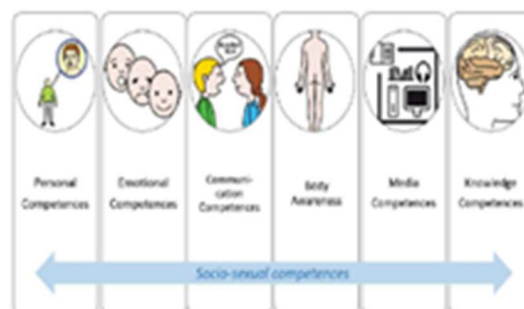 Personal
Competences
Emotional
Competences
Communi-
cation
Competences
Body
Awareness
Media
Competences
Knowledge
Competences
Socio-sexual competences